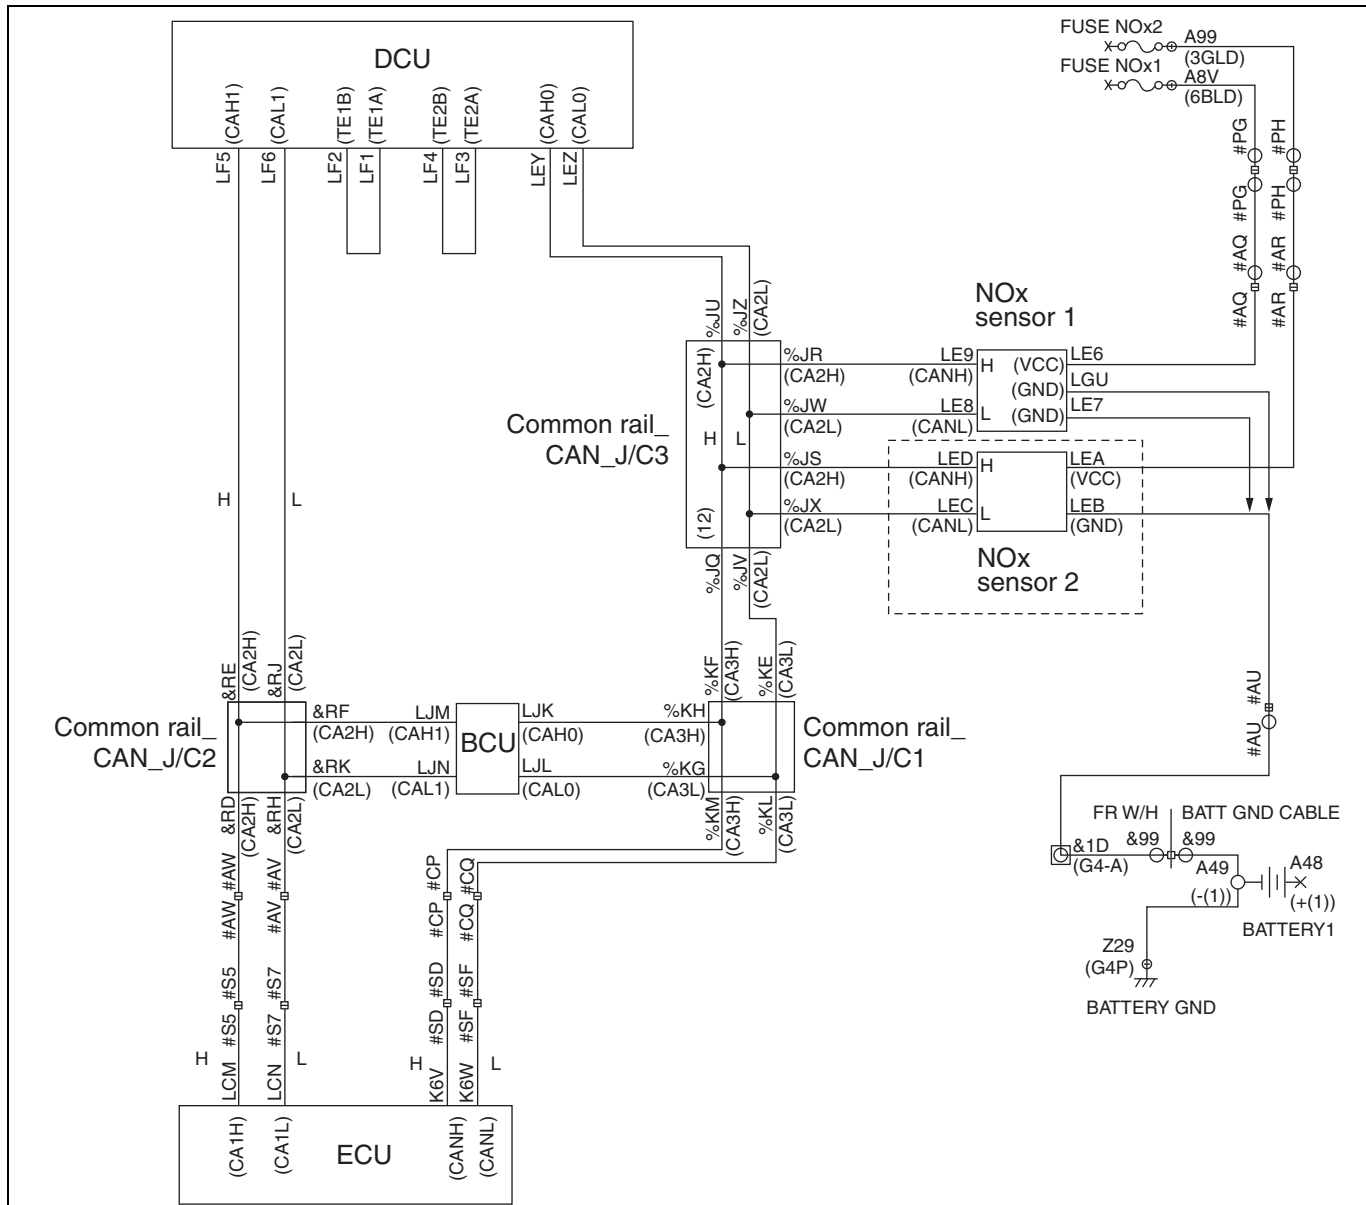 FUSE NOx2
A99
(3GLD)
FUSE NOx1
A8V
(6BLD)
DCU
(CAH1)
(CAL1)
(TE1B)
(TE1A)
(TE2B)
(TE2A)
(CAH0)
(CAL0)
LF5
LF6
LF2
LF1
LF4
LF3
LEY
LEZ
#PG
#PH
#PG
#PH
#AQ
#AR
#AQ
#AR
%JU
%JZ
(CA2L)
NOx
sensor 1
(CA2H)
%JR
(CA2H)
LE9
(CANH)
H
(VCC)
LE6
(GND)
LGU
%JW
(CA2L)
LE8
(CANL)
L
(GND)
LE7
Common rail_
CAN_J/C3
H
L
%JS
(CA2H)
LED
(CANH)
H
LEA
(VCC)
(12)
%JX
(CA2L)
LEC
(CANL)
L
LEB
(GND)
NOx
sensor 2
H
L
%JQ
%JV
(CA2L)
&RE
(CA2H)
&RJ
(CA2L)
%KF
(CA3H)
%KE
(CA3L)
#AU
#AU
Common rail_
CAN_J/C2
&RF
(CA2H)
LJM
(CAH1)
BCU
LJK
(CAH0)
%KH
(CA3H)
&RK
(CA2L)
LJN
(CAL1)
LJL
(CAL0)
%KG
(CA3L)
Common rail_
CAN_J/C1
&RD
(CA2H)
&RH
(CA2L)
%KM
(CA3H)
%KL
(CA3L)
FR W/H
BATT GND CABLE
&1D
(G4-A)
&99
&99
A49
(-(1))
A48
(+(1))
BATTERY1
Z29
(G4P)
BATTERY GND
#AW
#AV
#CP
#CQ
#AW
#AV
#CP
#CQ
#S5
#S7
#SD
#SF
#S5
#S7
#SD
#SF
H
L
H
L
LCM
LCN
K6V
K6W
(CA1H)
(CA1L)
ECU
(CANH)
(CANL)